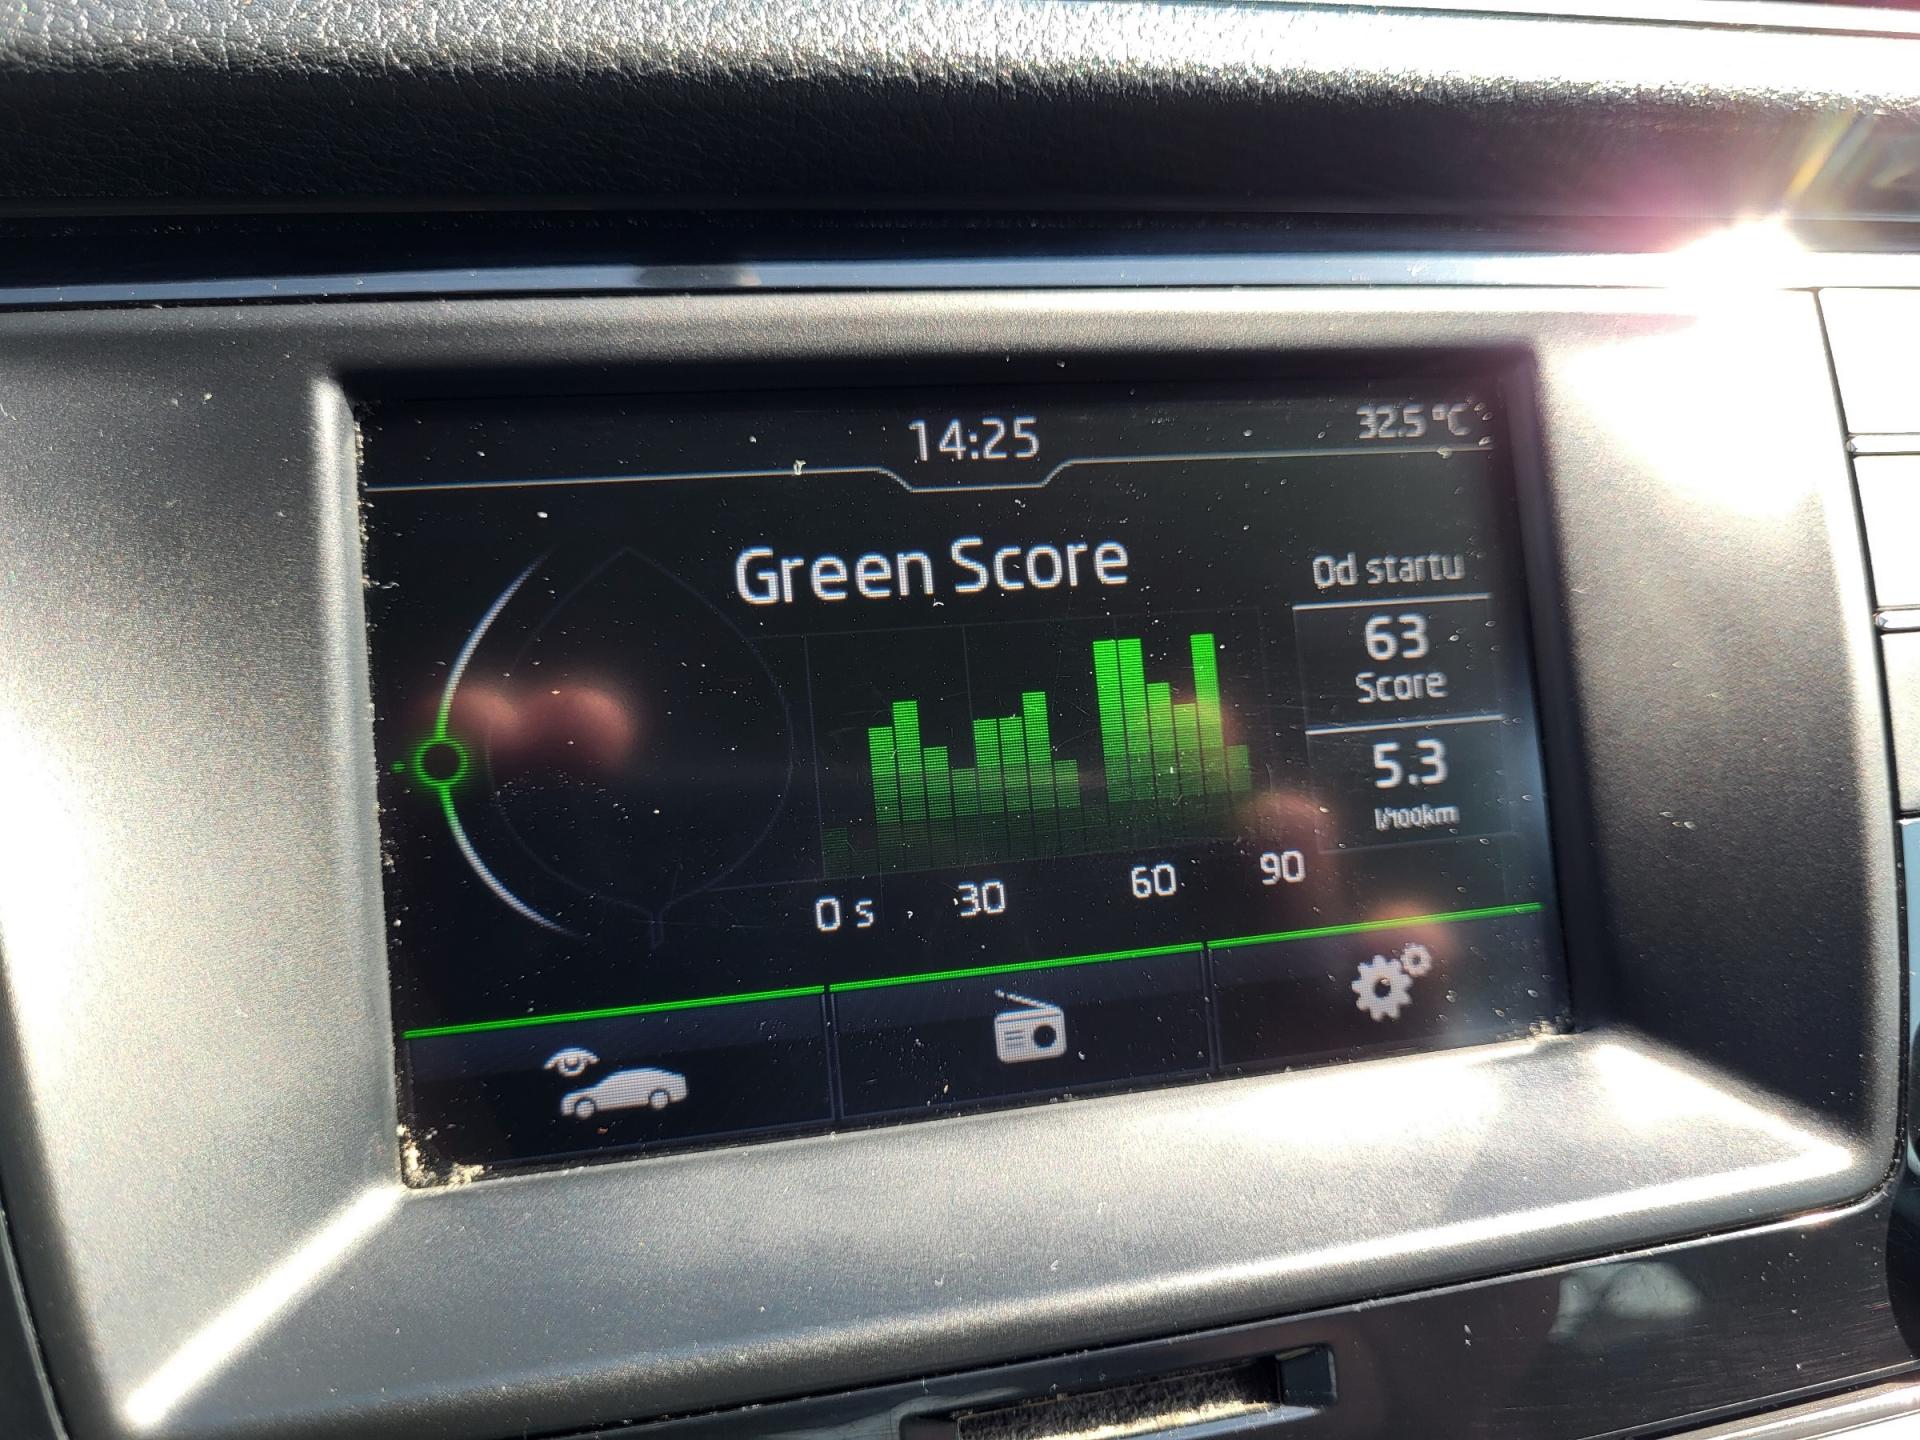 14:25
32.5 °C
Green Score
Od startu
63
Score
5.3
l/100km
0 s 30 60 90